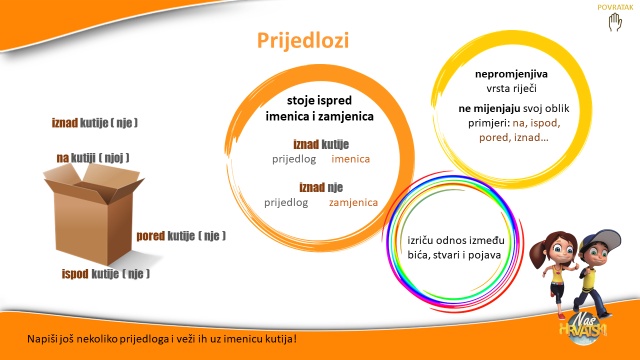 POVRATAK
Prijedlozi
iznad kutije ( nje )
na kutiji ( njoj )
pored kutije ( nje )
ispod kutije ( nje )
stoje ispred
imenica i zamjenica
iznad kutije
prijedlog imenica
iznad nje
prijedlog zamjenica
nepromjenjiva
vrsta riječi
ne mijenjaju svoj oblik
primjeri: na, ispod,
pored, iznad...
izriču odnos između
bića, stvari i pojava
Naš
HRVATSKI
Napiši još nekoliko prijedloga i veži ih uz imenicu kutija!